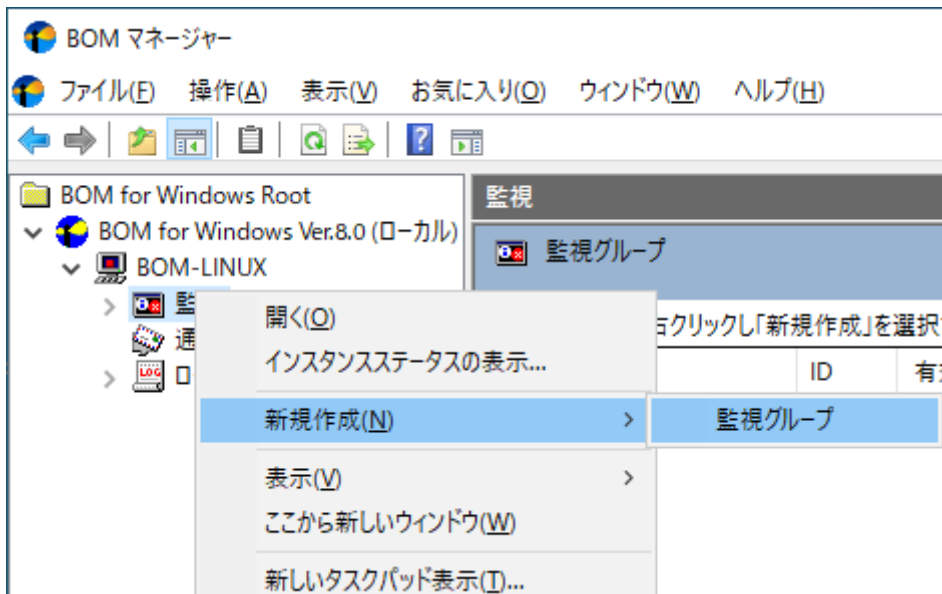 BOM マネージャー
ファイル(F) 操作(A) 表示(V) お気に入り(O) ウィンドウ(W) ヘルプ(H)
BOM for Windows Root
BOM for Windows Ver.8.0 (ローカル)
BOM-LINUX
監
通
ロ
LOG
監視
監視グループ
右クリックし「新規作成」を選択
ID 有効
開く(O)
インスタンスステータスの表示...
新規作成(N)
監視グループ
表示(V)
ここから新しいウィンドウ(W)
新しいタスクパッド表示(T)...